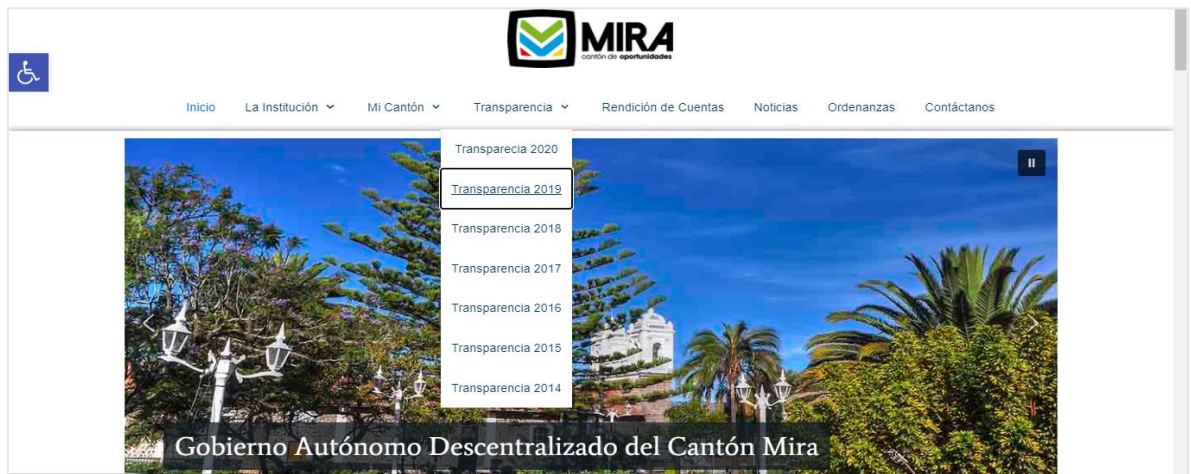 MIRA
cantón de oportunidades
Inicio La Institución Mi Cantón Transparencia Rendición de Cuentas Noticias Ordenanzas Contáctanos
Transparecia 2020
Transparencia 2019
Transparencia 2018
Transparencia 2017
Transparencia 2016
Transparencia 2015
Transparencia 2014
Gobierno Autónomo Descentralizado del Cantón Mira